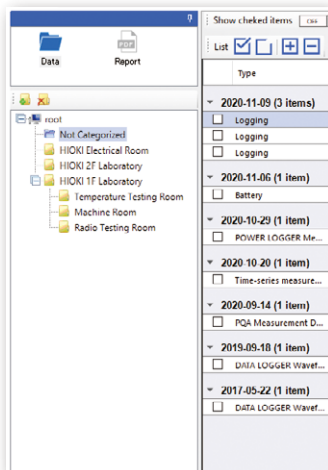 Show cheked items OFF
List
Data
PDF
Report
Type
root
Not Categorized
HIOKI Electrical Room
HIOKI 2F Laboratory
HIOKI 1F Laboratory
Temperature Testing Room
Machine Room
Radio Testing Room
2020-11-09 (3 items)
Logging
Logging
Logging
2020-11-06 (1 item)
Battery
2020-10-29 (1 item)
POWER LOGGER Me...
2020-10-20 (1 item)
Time-series measure...
2020-09-14 (1 item)
PQA Measurement D...
2019-09-18 (1 item)
DATA LOGGER Wavef...
2017-05-22 (1 item)
DATA LOGGER Wavef...